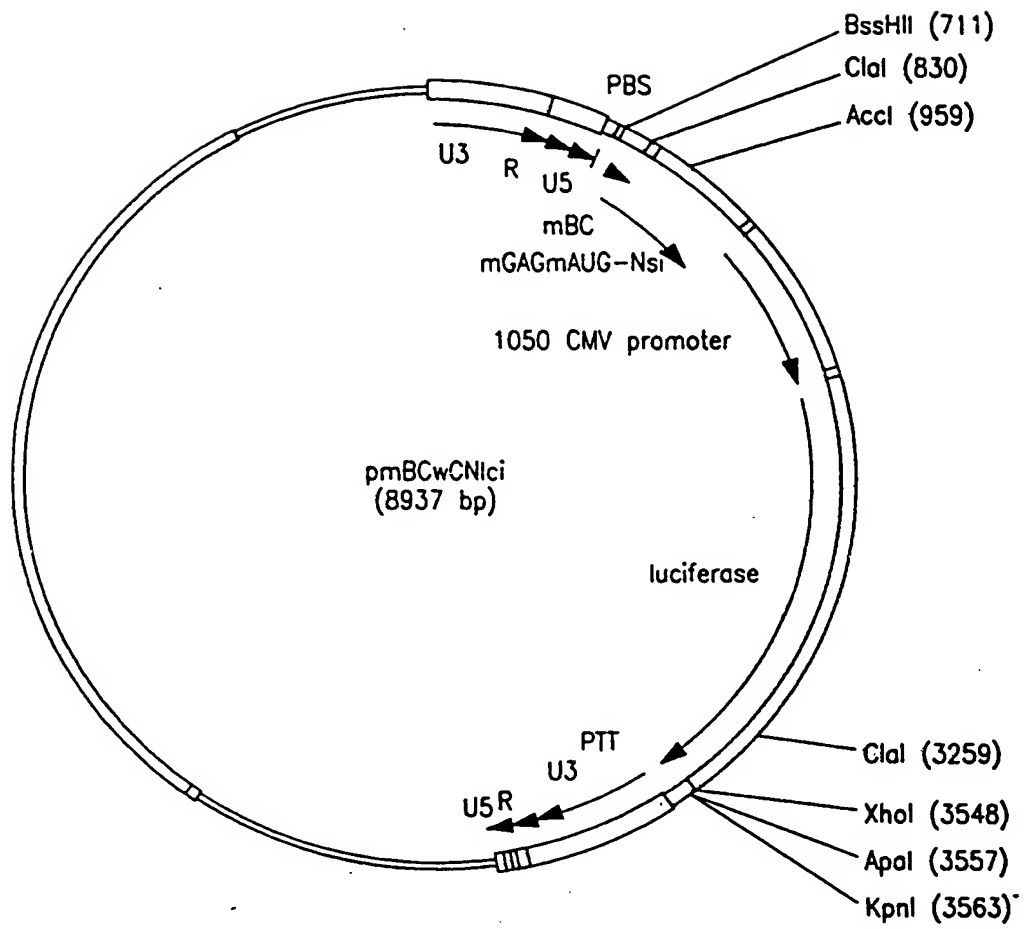 BssHII (711)
PBS
ClaI (830)
AccI (959)
U3
R
U5
mBC
mGAGmAUG-Nsi
1050 CMV promoter
pmBCwCNlci
(8937 bp)
luciferase
PTT
U3
U5 R
ClaI (3259)
XhoI (3548)
ApaI (3557)
KpnI (3563)